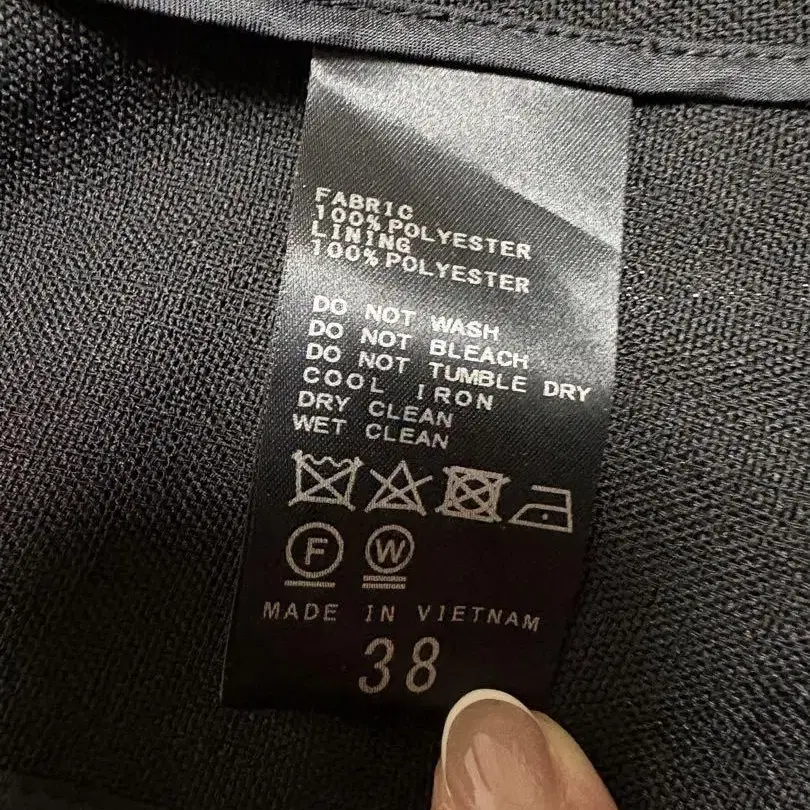 FABRIC
100%POLYESTER
LINING
100%POLYESTER
DO NOT WASH
DO NOT BLEACH
DO NOT TUMBLE DRY
COOL IRON
DRY CLEAN
WET CLEAN
F W
MADE IN VIETNAM
38